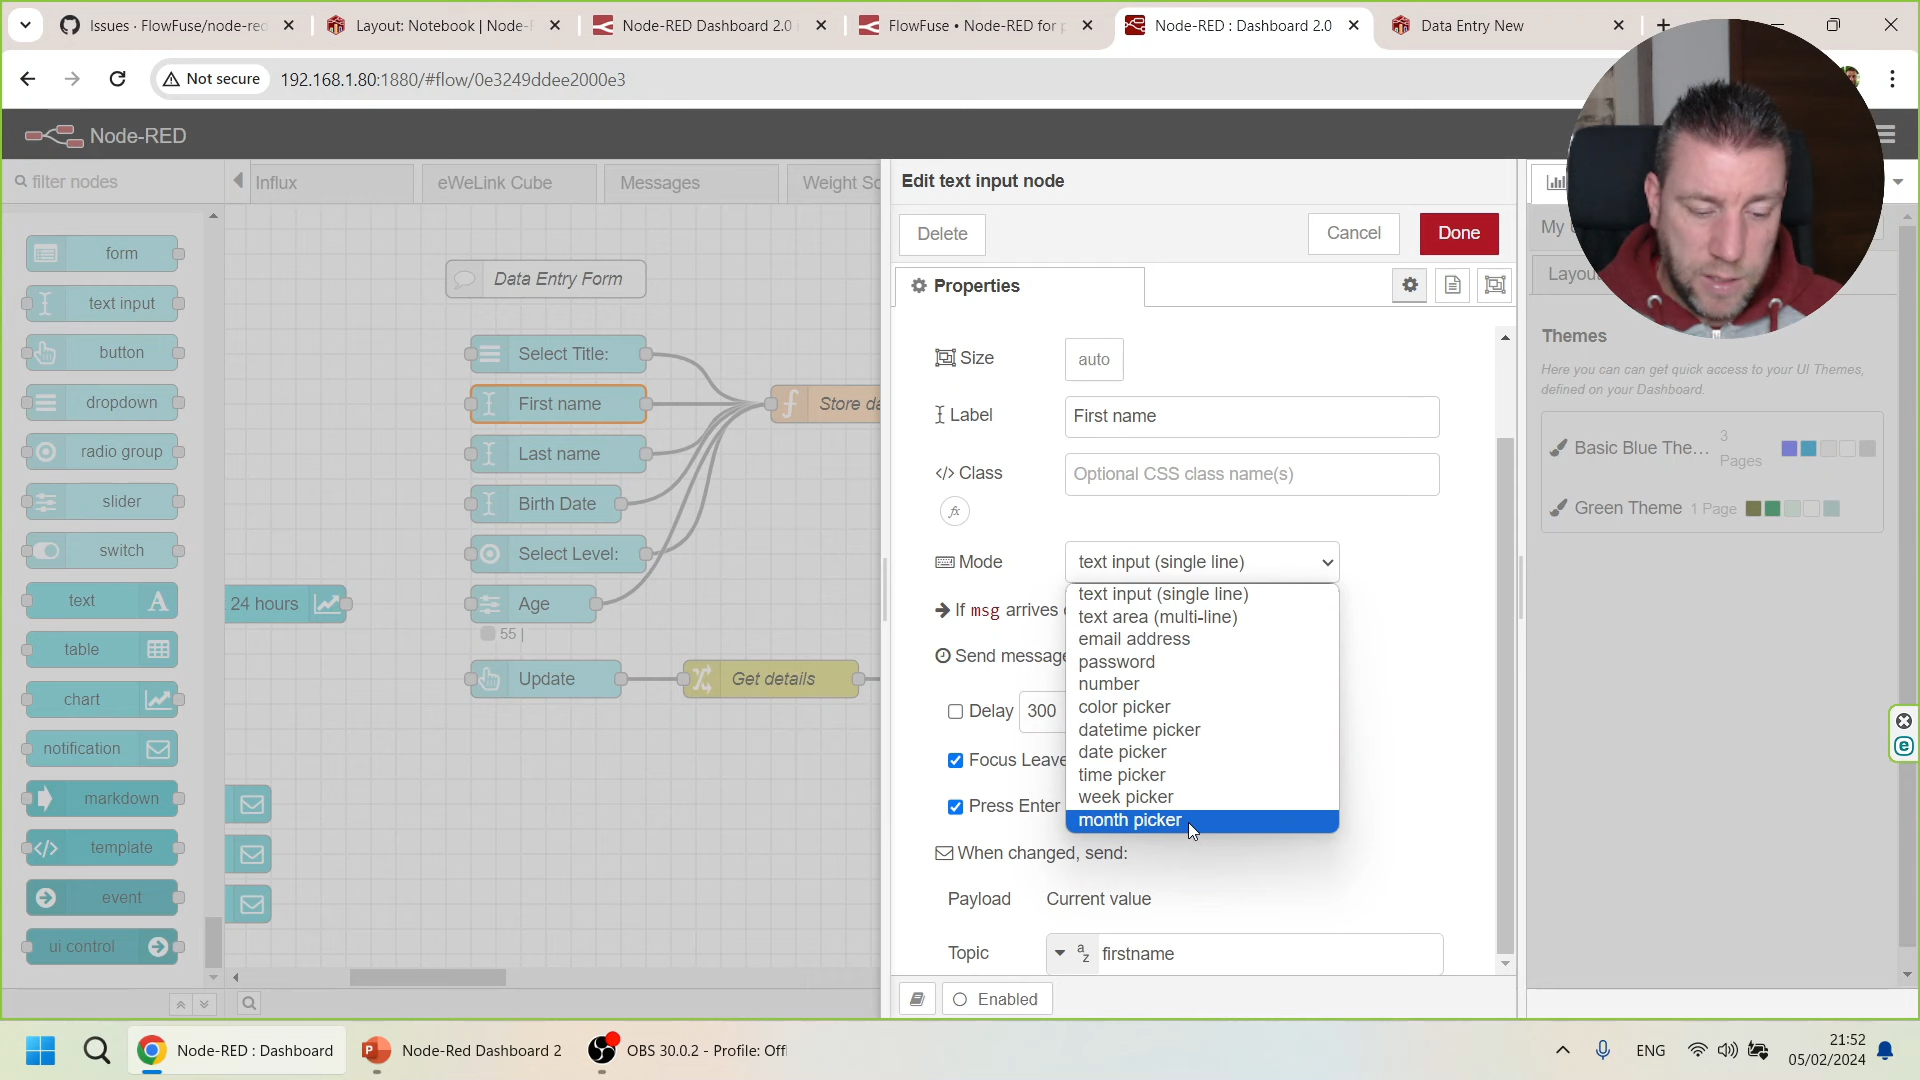 Issues · FlowFuse/node-red
Layout: Notebook | Node-R
Node-RED Dashboard 2.0
FlowFuse • Node-RED for p
Node-RED : Dashboard 2.0
Data Entry New
Not secure
192.168.1.80:1880/#flow/0e3249ddee2000e3
Node-RED
filter nodes
Influx
eWeLink Cube
Messages
Weight Sc
form
text input
button
dropdown
radio group
slider
switch
text
table
chart
notification
markdown
template
event
ui control
Data Entry Form
Select Title:
First name
Last name
Birth Date
Select Level:
Age
55 |
Update
Get details
Store da
24 hours
Edit text input node
Delete
Cancel
Done
Properties
Size
auto
Label
First name
</> Class
Optional CSS class name(s)
fx
Mode
text input (single line)
text input (single line)
text area (multi-line)
email address
password
number
color picker
datetime picker
date picker
time picker
week picker
month picker
If msg arrives
Send message
Delay
300
Focus Leave
Press Enter
When changed, send:
Payload
Current value
Topic
az
firstname
Enabled
My
Layou
Themes
Here you can can get quick access to your UI Themes,
defined on your Dashboard.
Basic Blue The...
3
Pages
Green Theme
1 Page
Node-RED : Dashboard
Node-Red Dashboard 2
OBS 30.0.2 - Profile: Offi
ENG
21:52
05/02/2024